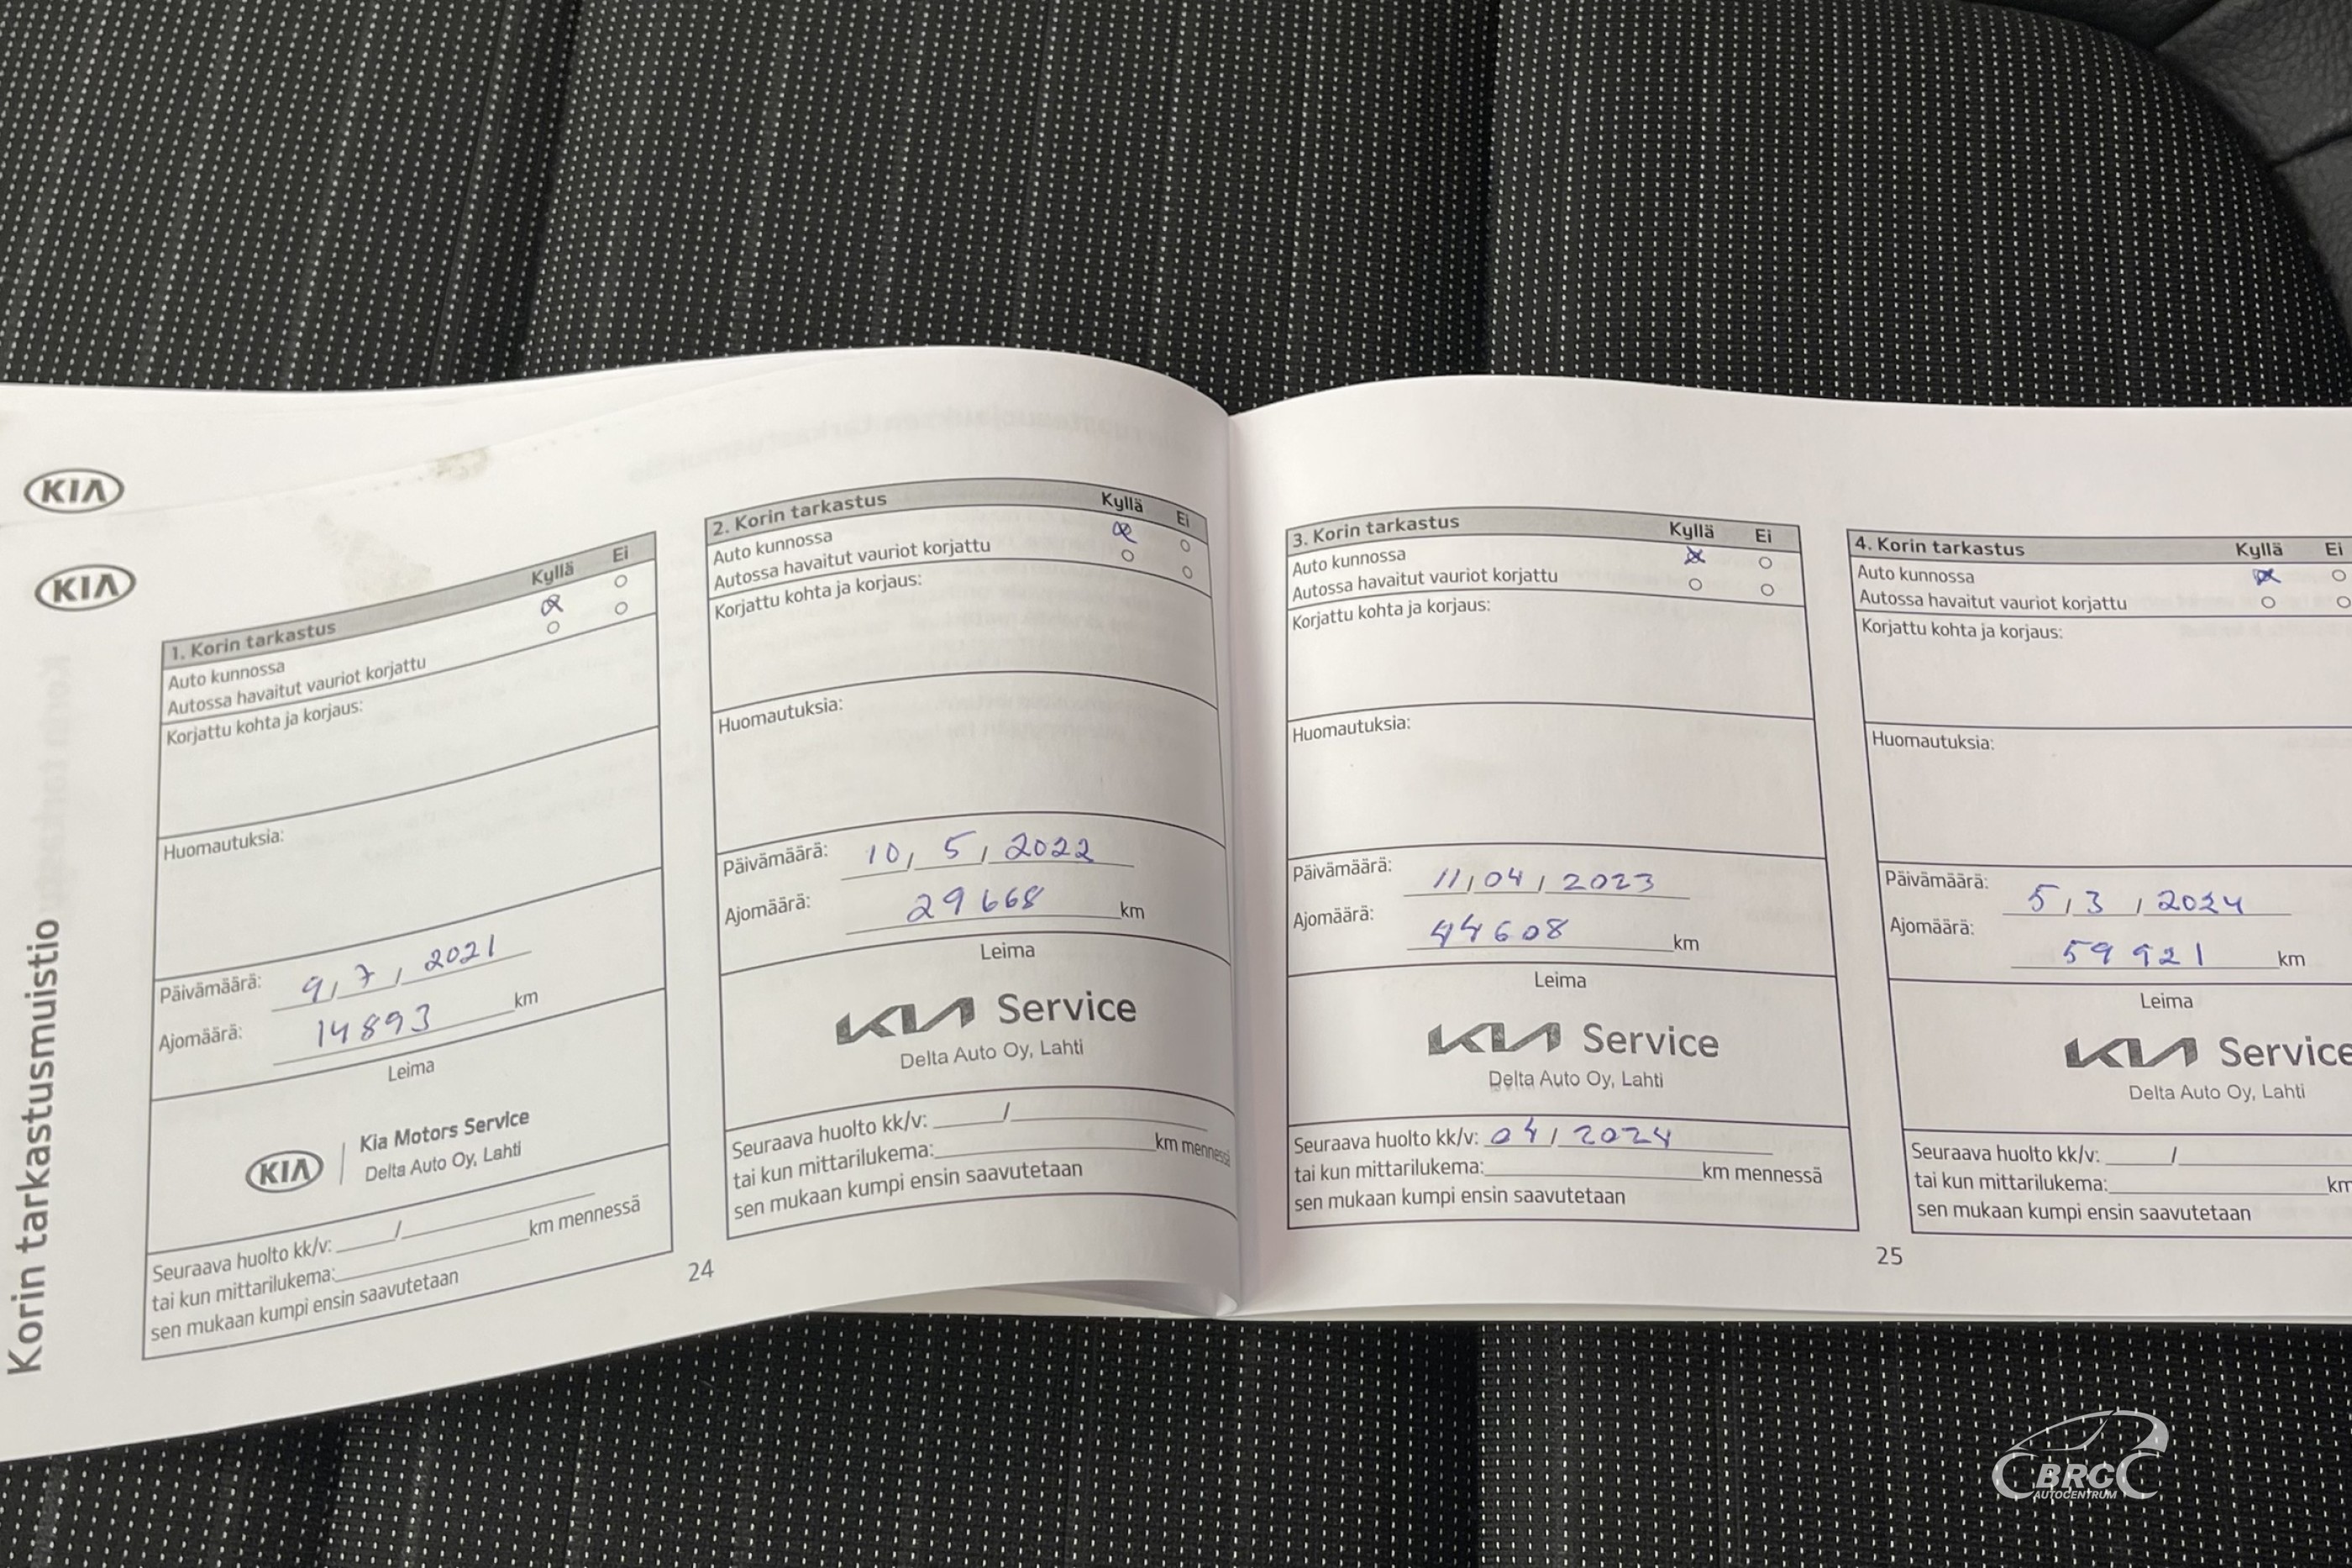 KIA
KIA
Korin tarkastusmuistio
1. Korin tarkastus Kyllä Ei
Auto kunnossa
Autossa havaitut vauriot korjattu
Korjattu kohta ja korjaus:
Huomautuksia:
Päivämäärä: 9, 7, 2021
Ajomäärä: 14893 km
Leima
KIA Kia Motors Service
Delta Auto Oy, Lahti
Seuraava huolto kk/v: /
tai kun mittarilukema: km mennessä
sen mukaan kumpi ensin saavutetaan
2. Korin tarkastus Kyllä Ei
Auto kunnossa
Autossa havaitut vauriot korjattu
Korjattu kohta ja korjaus:
Huomautuksia:
Päivämäärä: 10, 5, 2022
Ajomäärä: 29668 km
Leima
KIA Service
Delta Auto Oy, Lahti
Seuraava huolto kk/v: /
tai kun mittarilukema: km mennessä
sen mukaan kumpi ensin saavutetaan
24
3. Korin tarkastus Kyllä Ei
Auto kunnossa
Autossa havaitut vauriot korjattu
Korjattu kohta ja korjaus:
Huomautuksia:
Päivämäärä: 11, 04, 2023
Ajomäärä: 44608 km
Leima
KIA Service
Delta Auto Oy, Lahti
Seuraava huolto kk/v: 04/2024
tai kun mittarilukema: km mennessä
sen mukaan kumpi ensin saavutetaan
4. Korin tarkastus Kyllä Ei
Auto kunnossa
Autossa havaitut vauriot korjattu
Korjattu kohta ja korjaus:
Huomautuksia:
Päivämäärä: 5, 3, 2024
Ajomäärä: 59921 km
Leima
KIA Service
Delta Auto Oy, Lahti
Seuraava huolto kk/v: /
tai kun mittarilukema: km
sen mukaan kumpi ensin saavutetaan
25
BRC
AUTOCENTRUM